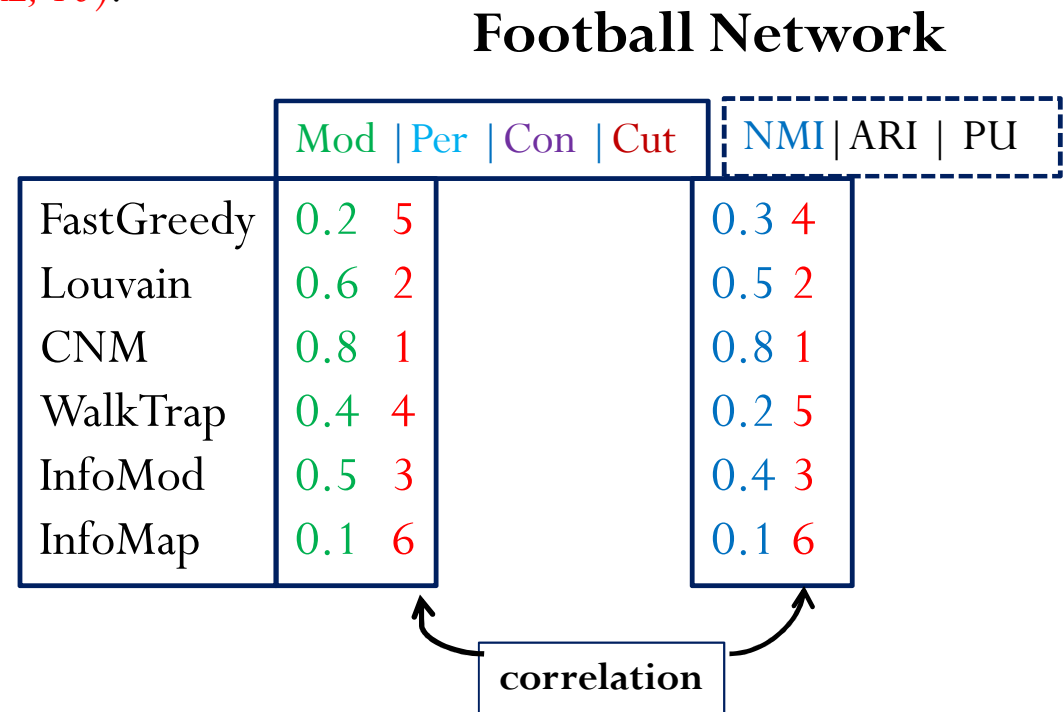 Football Network
Mod | Per | Con | Cut NMI | ARI | PU
FastGreedy 0.2 5 0.3 4
Louvain 0.6 2 0.5 2
CNM 0.8 1 0.8 1
WalkTrap 0.4 4 0.2 5
InfoMod 0.5 3 0.4 3
InfoMap 0.1 6 0.1 6
correlation